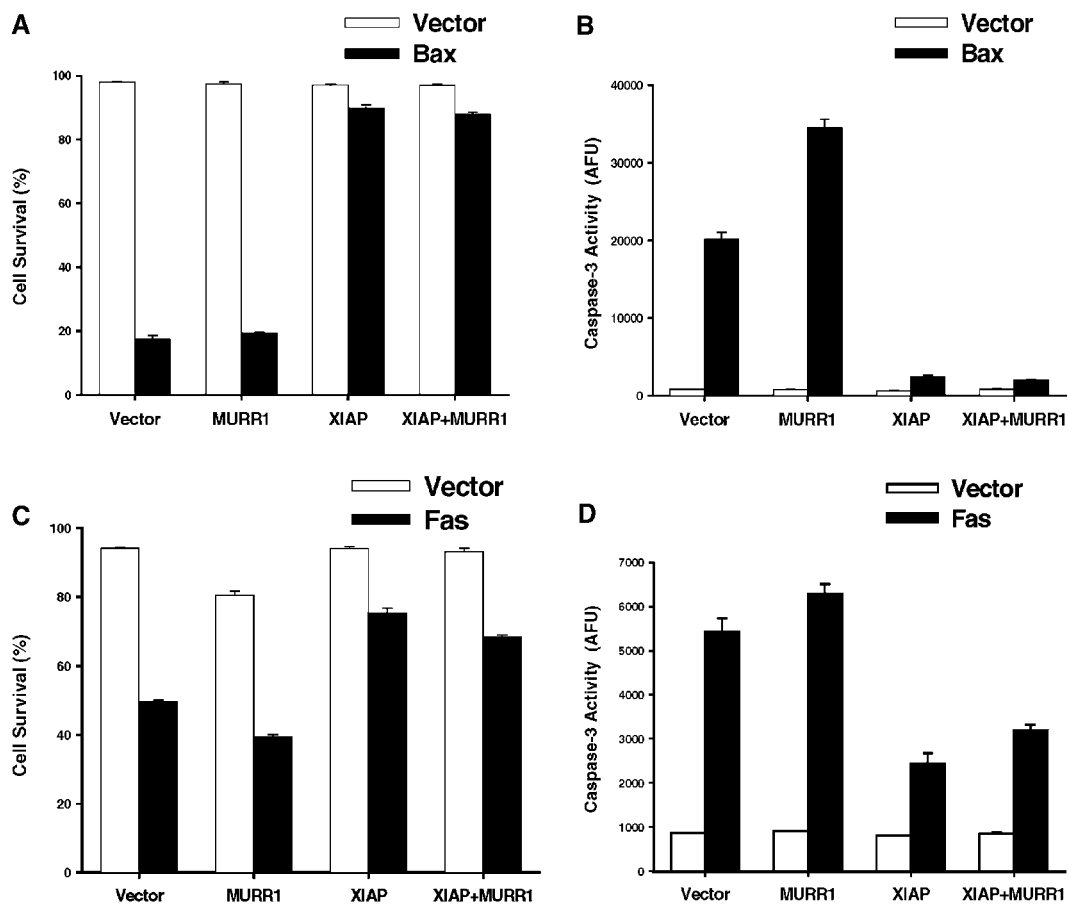 A
Vector
Bax
Cell Survival (%)
100
80
60
40
20
0
Vector MURR1 XIAP XIAP+MURR1
B
Vector
Bax
Caspase-3 Activity (AFU)
40000
30000
20000
10000
0
Vector MURR1 XIAP XIAP+MURR1
C
Vector
Fas
Cell Survival (%)
100
80
60
40
20
0
Vector MURR1 XIAP XIAP+MURR1
D
Vector
Fas
Caspase-3 Activity (AFU)
7000
6000
5000
4000
3000
2000
1000
0
Vector MURR1 XIAP XIAP+MURR1